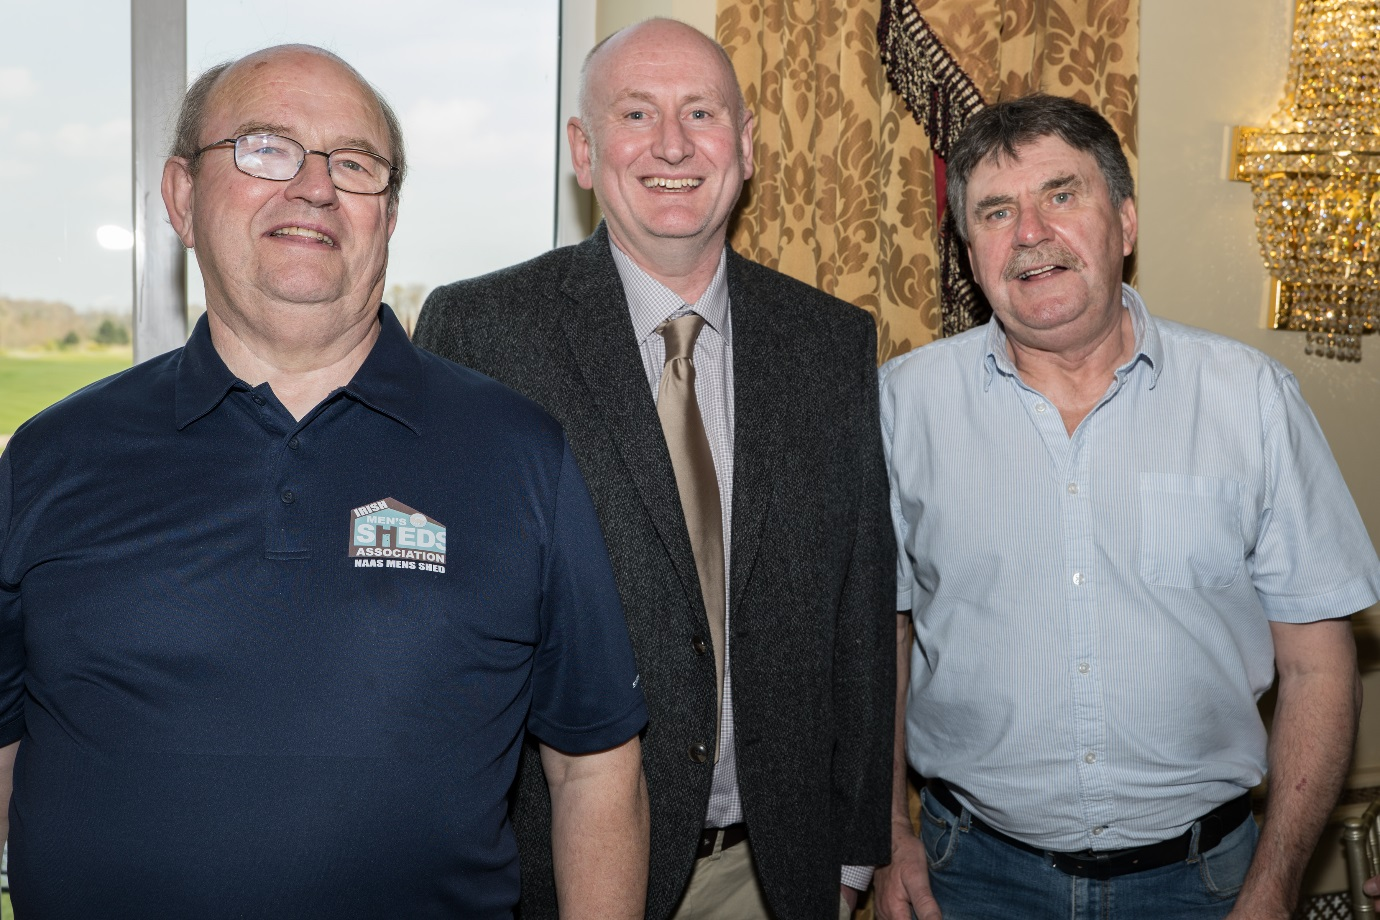 IRISH
MEN'S
SHEDS
ASSOCIATION
NAAS MENS SHED